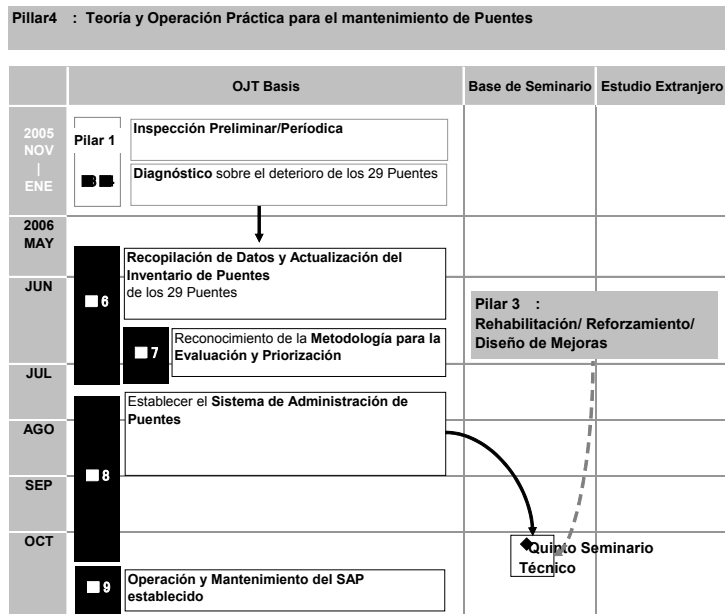 Pillar4 : Teoría y Operación Práctica para el mantenimiento de Puentes
OJT Basis
Base de Seminario
Estudio Extranjero
2005
NOV
|
ENE
Pilar 1
Inspección Preliminar/Períodica
Diagnóstico sobre el deterioro de los 29 Puentes
2006
MAY
Recopilación de Datos y Actualización del
Inventario de Puentes
de los 29 Puentes
JUN
6
Pilar 3 :
Rehabilitación/ Reforzamiento/
Diseño de Mejoras
7
Reconocimiento de la Metodología para la
Evaluación y Priorización
JUL
Establecer el Sistema de Administración de
Puentes
AGO
8
SEP
OCT
Quinto Seminario
Técnico
9
Operación y Mantenimiento del SAP
establecido